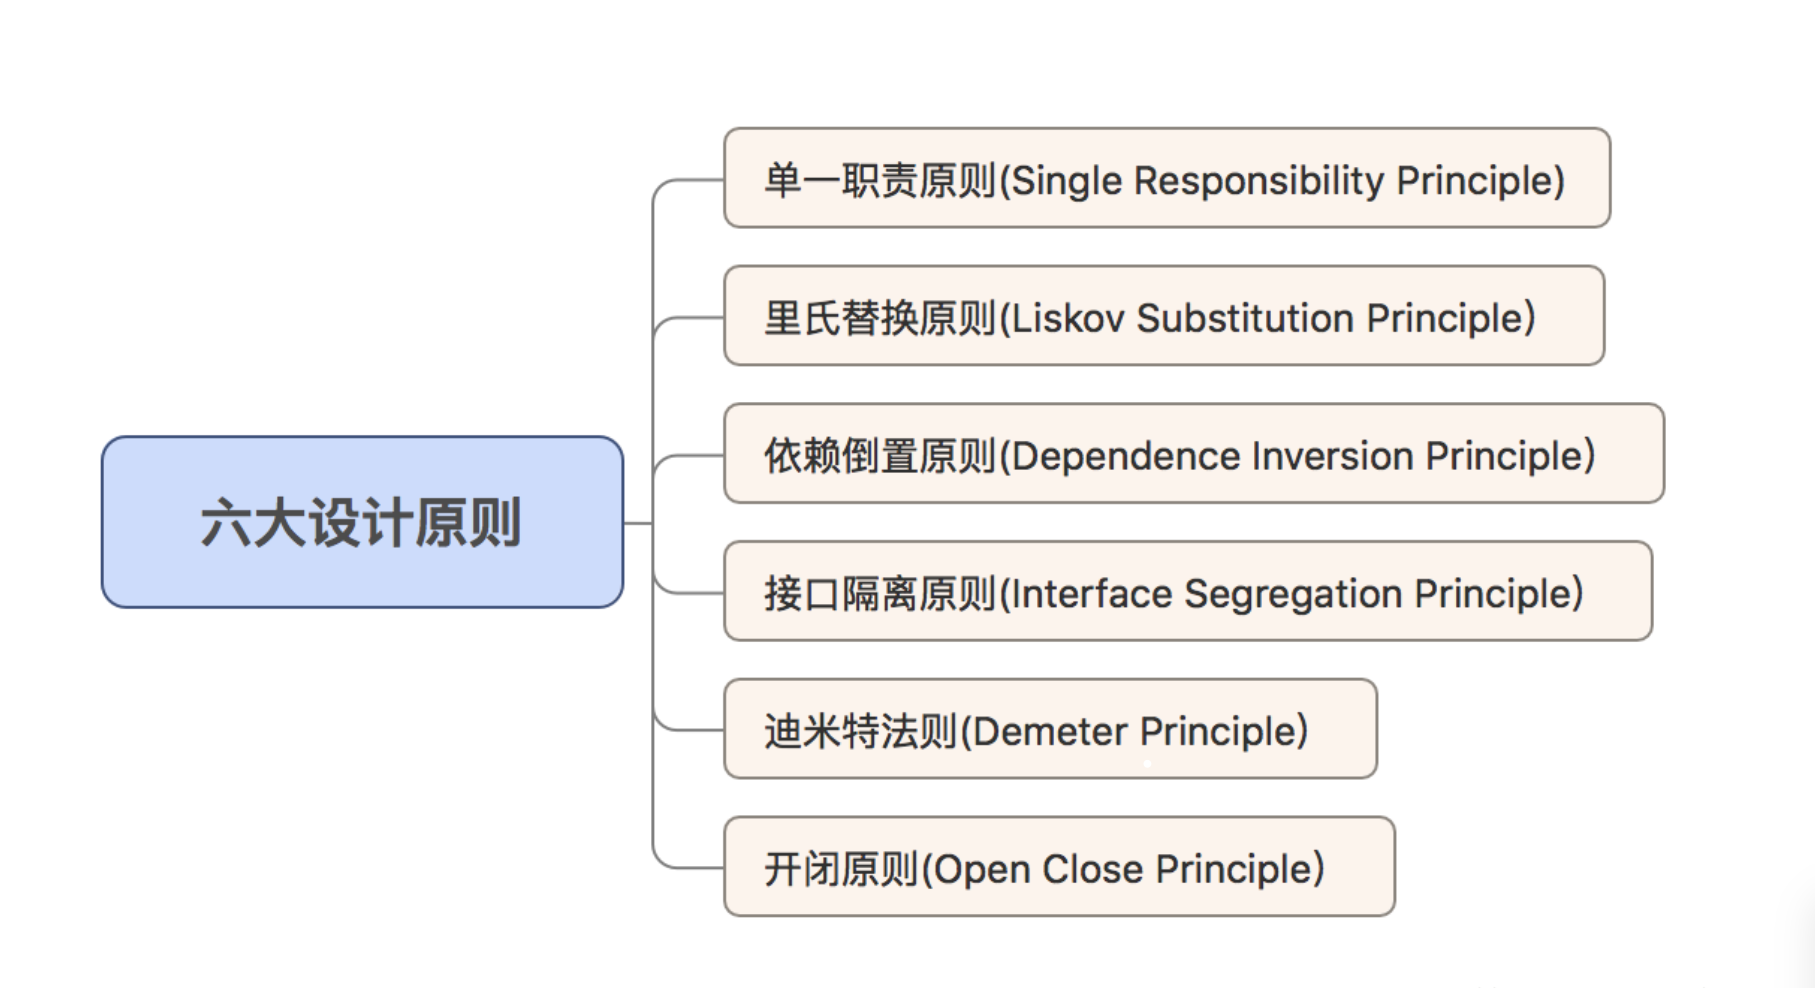 六大设计原则
单一职责原则(Single Responsibility Principle)
里氏替换原则(Liskov Substitution Principle)
依赖倒置原则(Dependence Inversion Principle)
接口隔离原则(Interface Segregation Principle)
迪米特法则(Demeter Principle)
开闭原则(Open Close Principle)